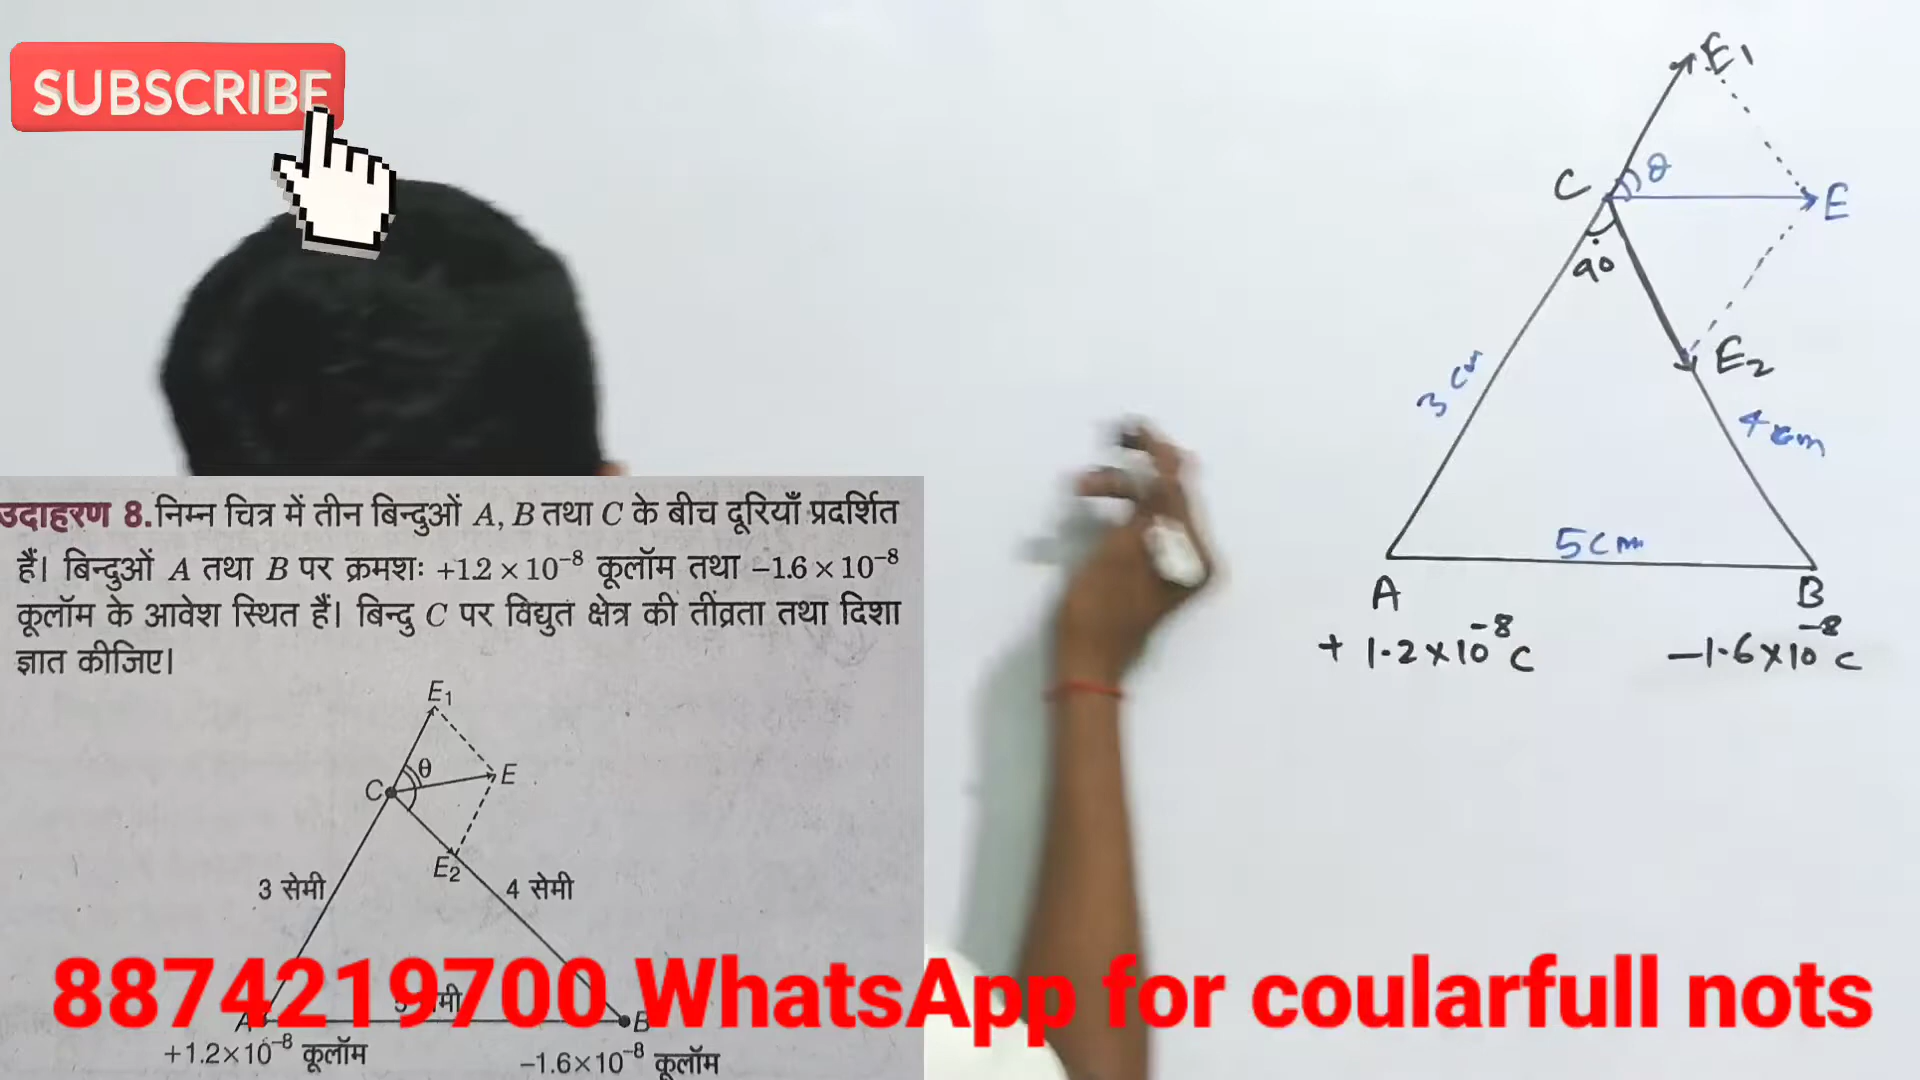 SUBSCRIBE
उदाहरण 8. निम्न चित्र में तीन बिन्दुओं A, B तथा C के बीच दूरियाँ प्रदर्शित
हैं। बिन्दुओं A तथा B पर क्रमशः +1.2 × 10⁻⁸ कूलॉम तथा −1.6 × 10⁻⁸
कूलॉम के आवेश स्थित हैं। बिन्दु C पर विद्युत क्षेत्र की तीव्रता तथा दिशा
ज्ञात कीजिए।
E₁
θ
C
E
E₂
3 सेमी
4 सेमी
A
B
+1.2×10⁻⁸ कूलॉम
−1.6×10⁻⁸ कूलॉम
E1
θ
C
E
90°
E2
3 cm
4 cm
5 cm
A
B
+ 1.2×10⁻⁸ C
−1.6×10⁻⁸ C
8874219700 WhatsApp for coularfull nots